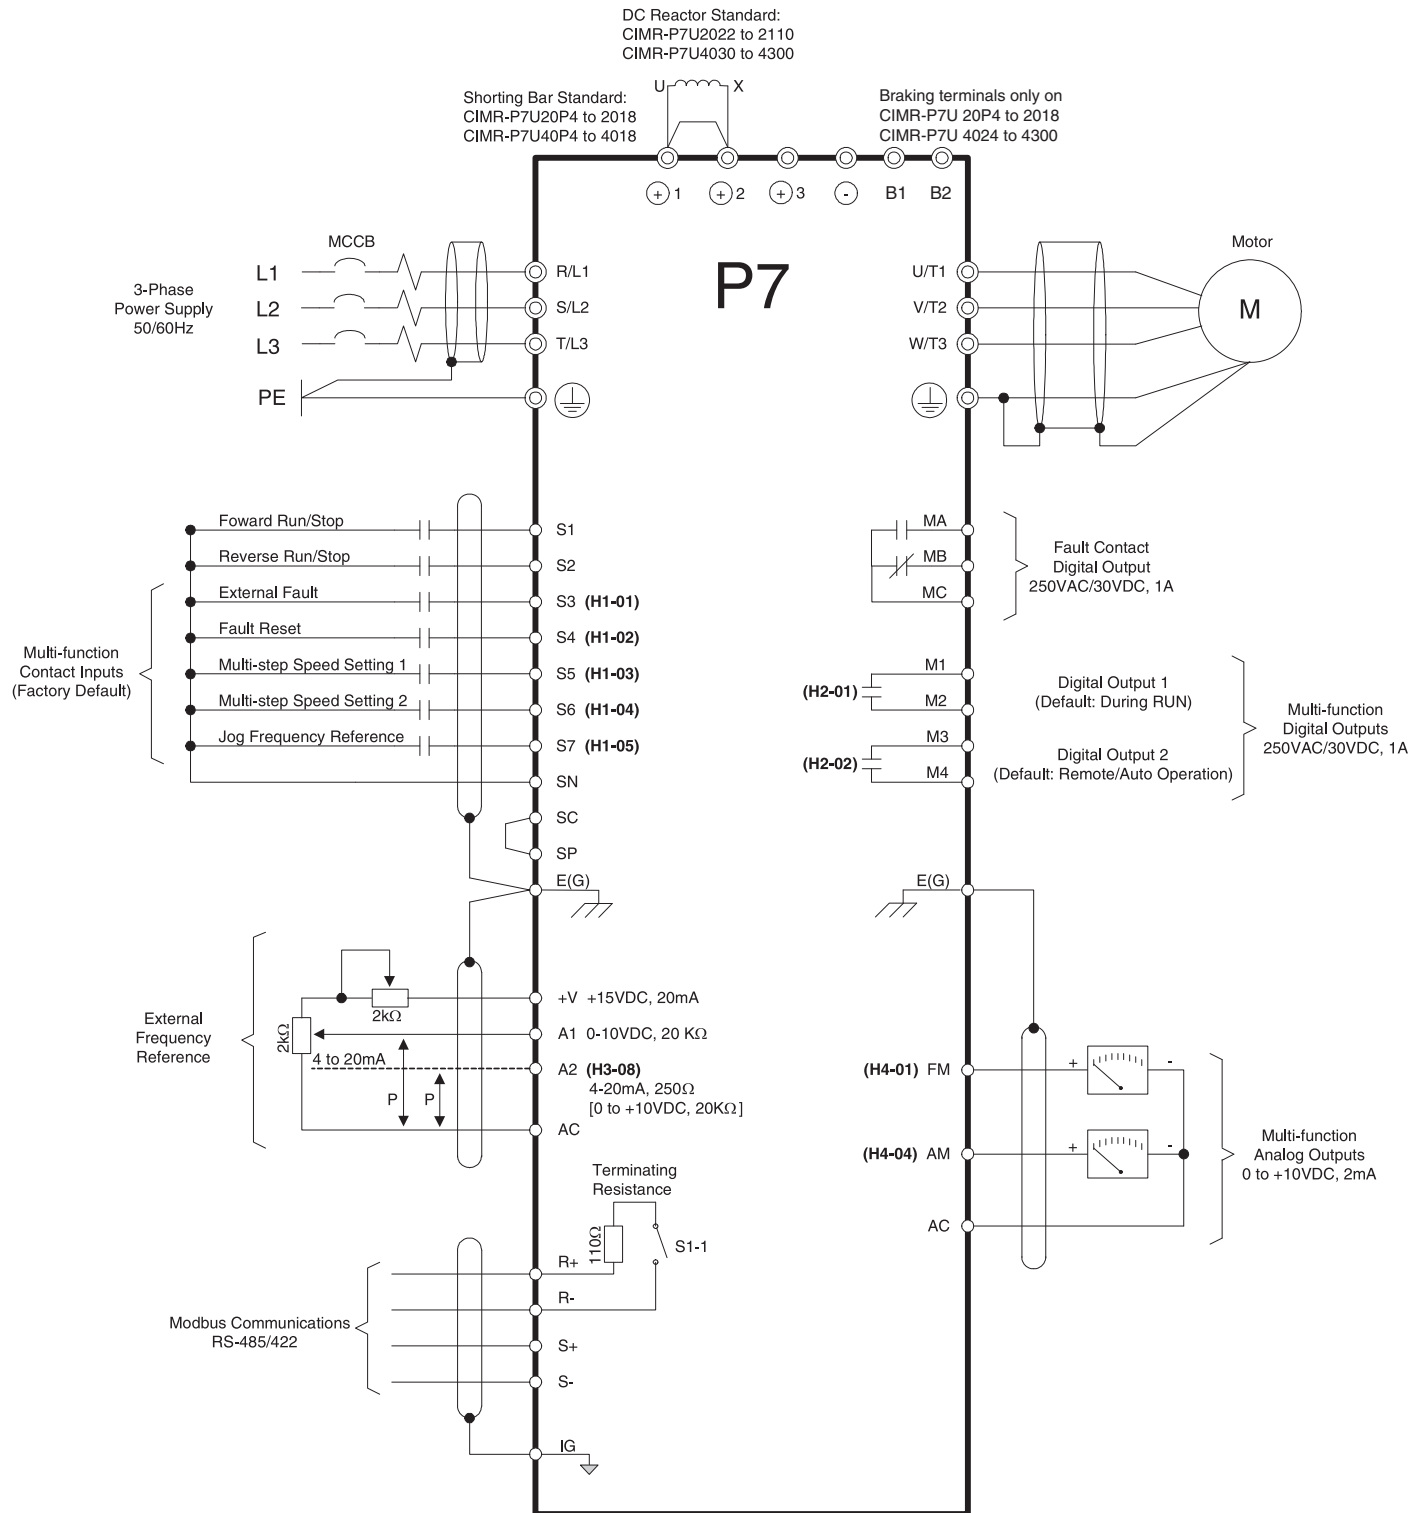 DC Reactor Standard:
CIMR-P7U2022 to 2110
CIMR-P7U4030 to 4300
U
X
Shorting Bar Standard:
CIMR-P7U20P4 to 2018
CIMR-P7U40P4 to 4018
Braking terminals only on
CIMR-P7U 20P4 to 2018
CIMR-P7U 4024 to 4300
+ 1
+ 2
+ 3
-
B1
B2
P7
MCCB
3-Phase
Power Supply
50/60Hz
L1
L2
L3
PE
R/L1
S/L2
T/L3
U/T1
V/T2
W/T3
Motor
M
Foward Run/Stop
S1
Reverse Run/Stop
S2
External Fault
S3 (H1-01)
Fault Reset
S4 (H1-02)
Multi-step Speed Setting 1
S5 (H1-03)
Multi-step Speed Setting 2
S6 (H1-04)
Jog Frequency Reference
S7 (H1-05)
Multi-function
Contact Inputs
(Factory Default)
SN
SC
SP
E(G)
MA
MB
MC
Fault Contact
Digital Output
250VAC/30VDC, 1A
M1
(H2-01)
M2
Digital Output 1
(Default: During RUN)
M3
(H2-02)
M4
Digital Output 2
(Default: Remote/Auto Operation)
Multi-function
Digital Outputs
250VAC/30VDC, 1A
E(G)
External
Frequency
Reference
2kΩ
2kΩ
4 to 20mA
P
P
+V +15VDC, 20mA
A1 0-10VDC, 20 KΩ
A2 (H3-08)
4-20mA, 250Ω
[0 to +10VDC, 20KΩ]
AC
(H4-01) FM
+
-
(H4-04) AM
+
-
AC
Multi-function
Analog Outputs
0 to +10VDC, 2mA
Terminating
Resistance
110Ω
S1-1
Modbus Communications
RS-485/422
R+
R-
S+
S-
IG